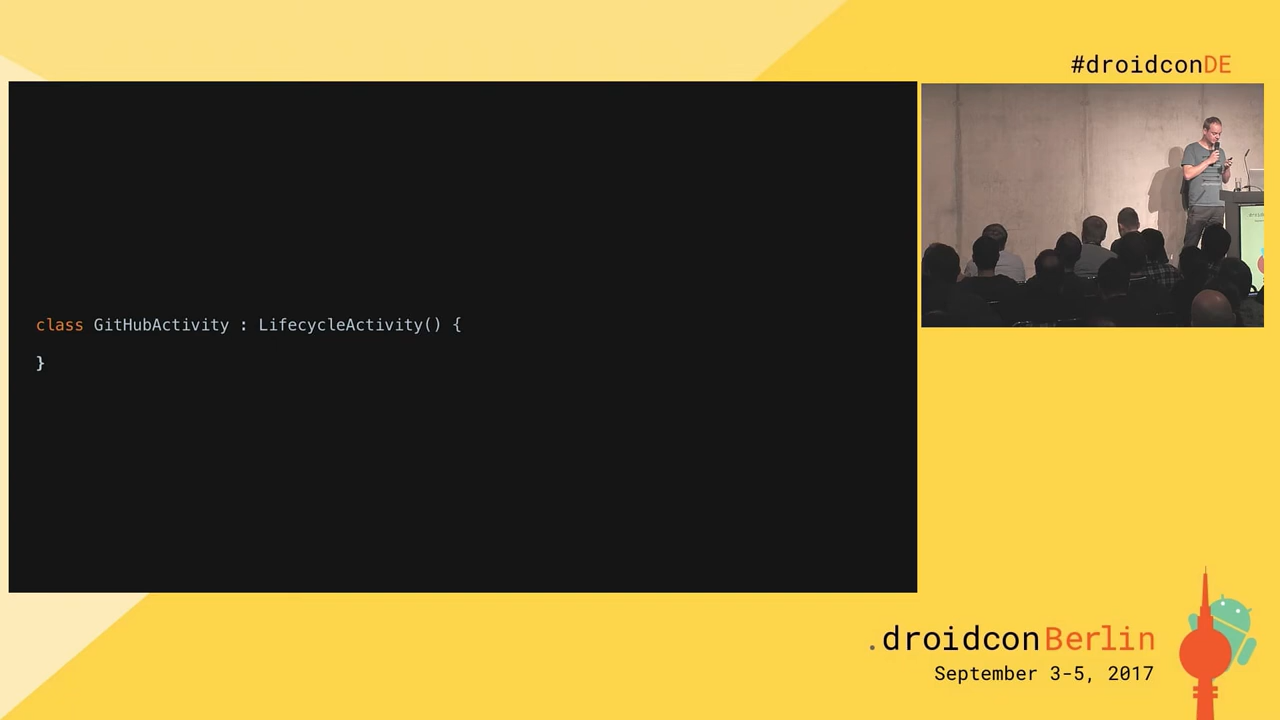 #droidconDE
class GitHubActivity : LifecycleActivity() {
}
.droidconBerlin
September 3-5, 2017